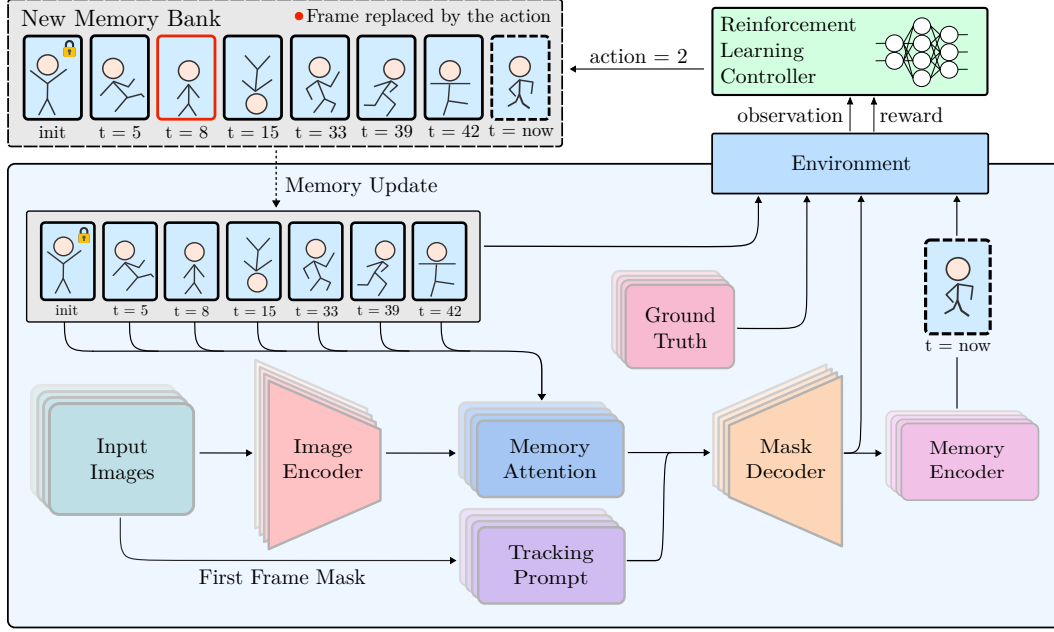 New Memory Bank
Frame replaced by the action
init
t = 5
t = 8
t = 15
t = 33
t = 39
t = 42
t = now
action = 2
Reinforcement
Learning
Controller
observation
reward
Environment
Memory Update
init
t = 5
t = 8
t = 15
t = 33
t = 39
t = 42
Ground
Truth
t = now
Input
Images
Image
Encoder
Memory
Attention
Mask
Decoder
Memory
Encoder
First Frame Mask
Tracking
Prompt